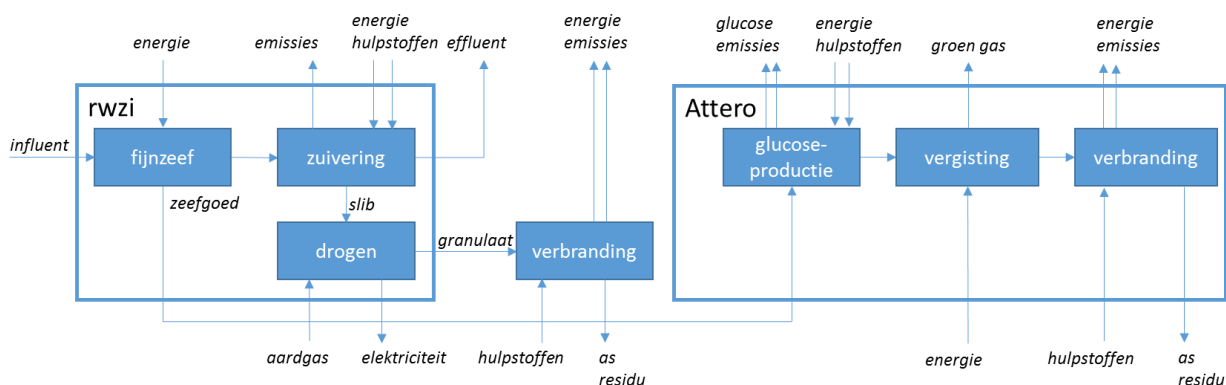 energie
emissies
energie
hulpstoffen
effluent
energie
emissies
glucose
emissies
energie
hulpstoffen
groen gas
energie
emissies
rwzi
Attero
influent
fijnzeef
zuivering
glucose-
productie
vergisting
verbranding
zeefgoed
slib
drogen
granulaat
verbranding
aardgas
elektriciteit
hulpstoffen
as
residu
energie
hulpstoffen
as
residu